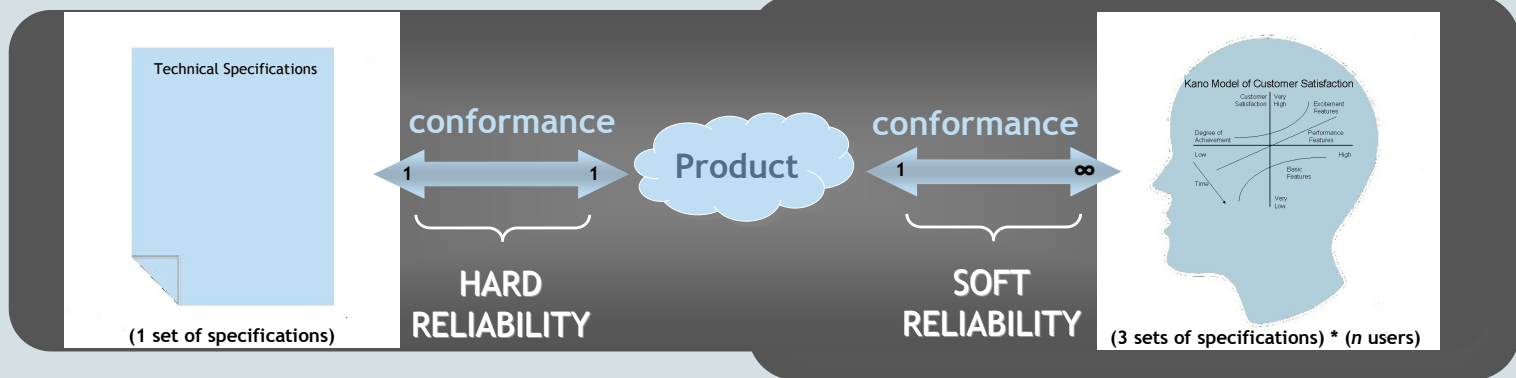 Technical Specifications
(1 set of specifications)
conformance
1 1
HARD
RELIABILITY
Product
conformance
1 ∞
SOFT
RELIABILITY
Kano Model of Customer Satisfaction
Customer
Satisfaction
Very
High
Excitement
Features
Degree of
Achievement
Performance
Features
Low
High
Basic
Features
Time
Very
Low
(3 sets of specifications) * (n users)